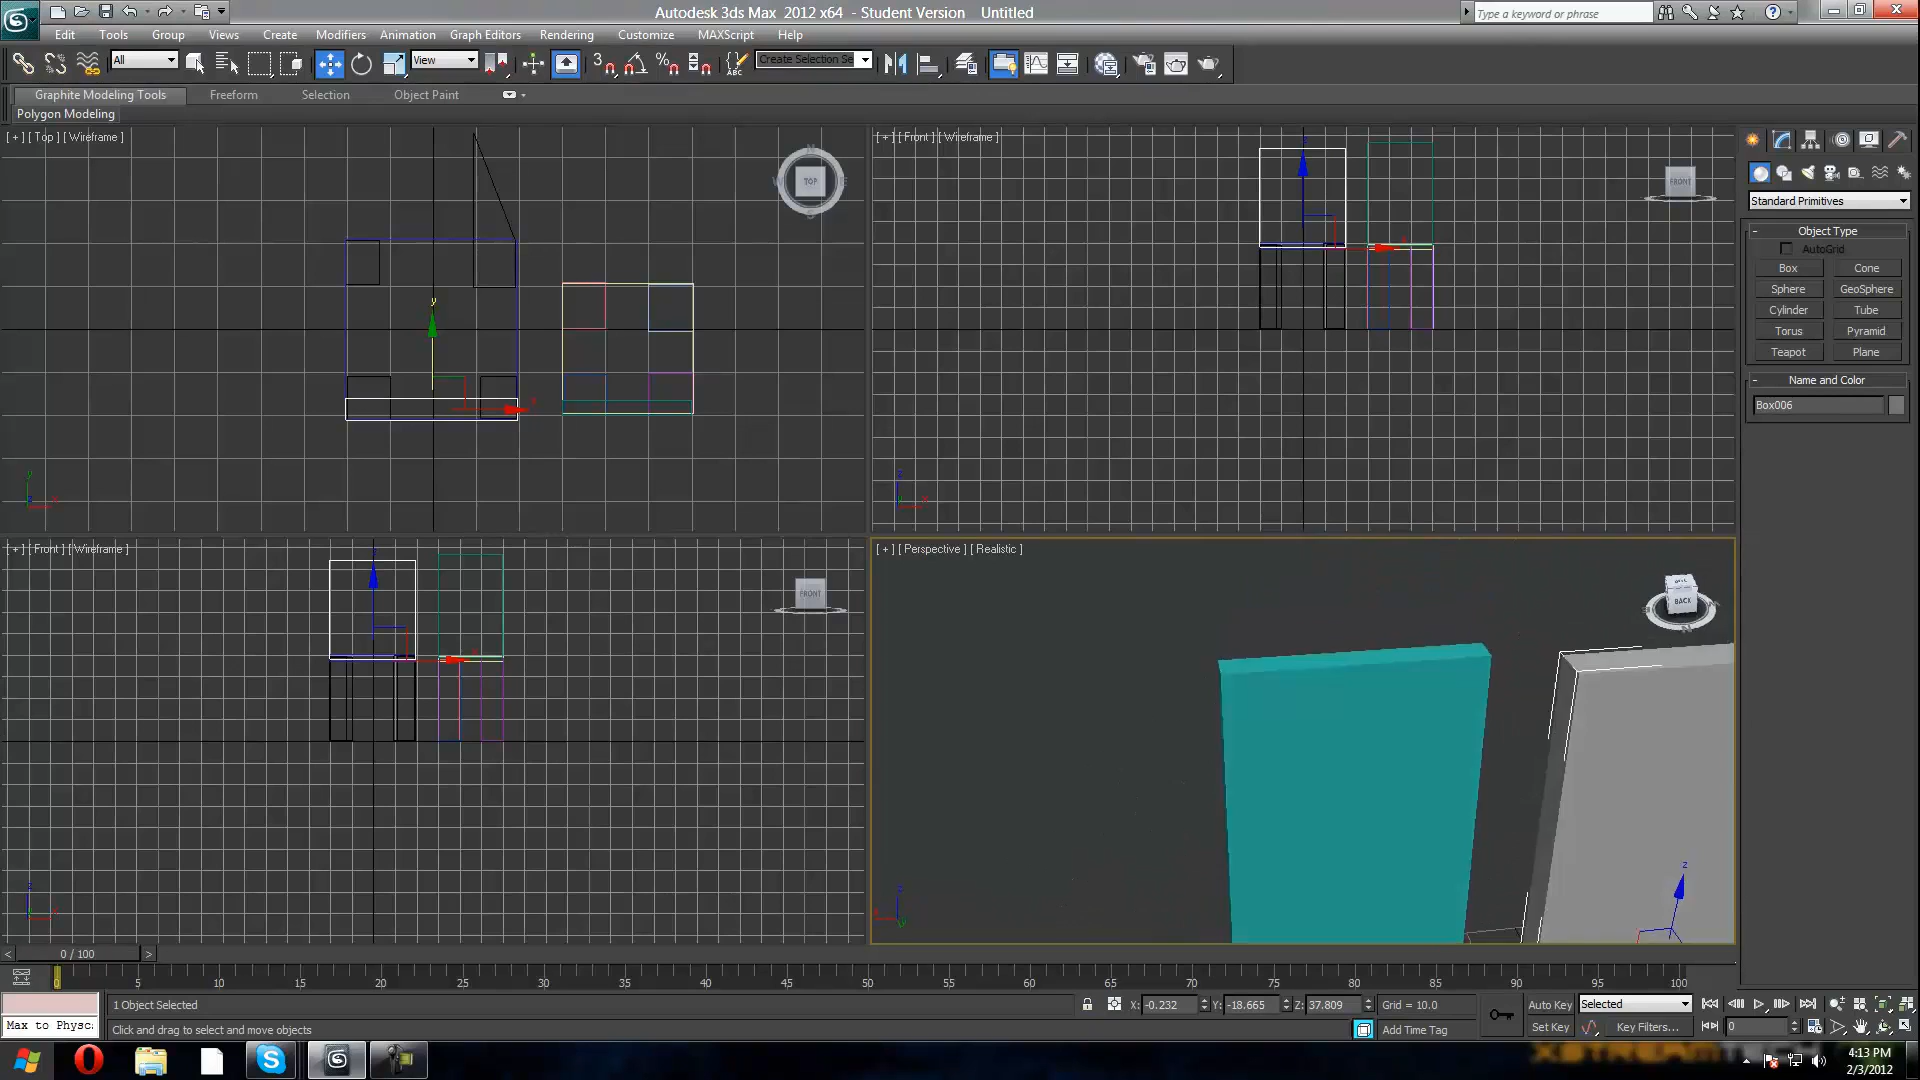 Autodesk 3ds Max 2012 x64 - Student Version Untitled
Type a keyword or phrase
Edit Tools Group Views Create Modifiers Animation Graph Editors Rendering Customize MAXScript Help
All View 3 % ABC Create Selection Se
Graphite Modeling Tools Freeform Selection Object Paint
Polygon Modeling
[ + ] [ Top ] [ Wireframe ]
TOP
[ + ] [ Front ] [ Wireframe ]
FRONT
Standard Primitives
- Object Type
AutoGrid
Box Cone
Sphere GeoSphere
Cylinder Tube
Torus Pyramid
Teapot Plane
- Name and Color
Box006
[ + ] [ Front ] [ Wireframe ]
FRONT
[ + ] [ Perspective ] [ Realistic ]
BACK
< 0 / 100 >
0 5 10 15 20 25 30 35 40 45 50 55 60 65 70 75 80 85 90 95 100
1 Object Selected X: -0.232 Y: -18.665 Z: 37.809 Grid = 10.0 Auto Key Selected
Max to Physc: Click and drag to select and move objects Add Time Tag Set Key Key Filters... 0
4:13 PM
2/3/2012